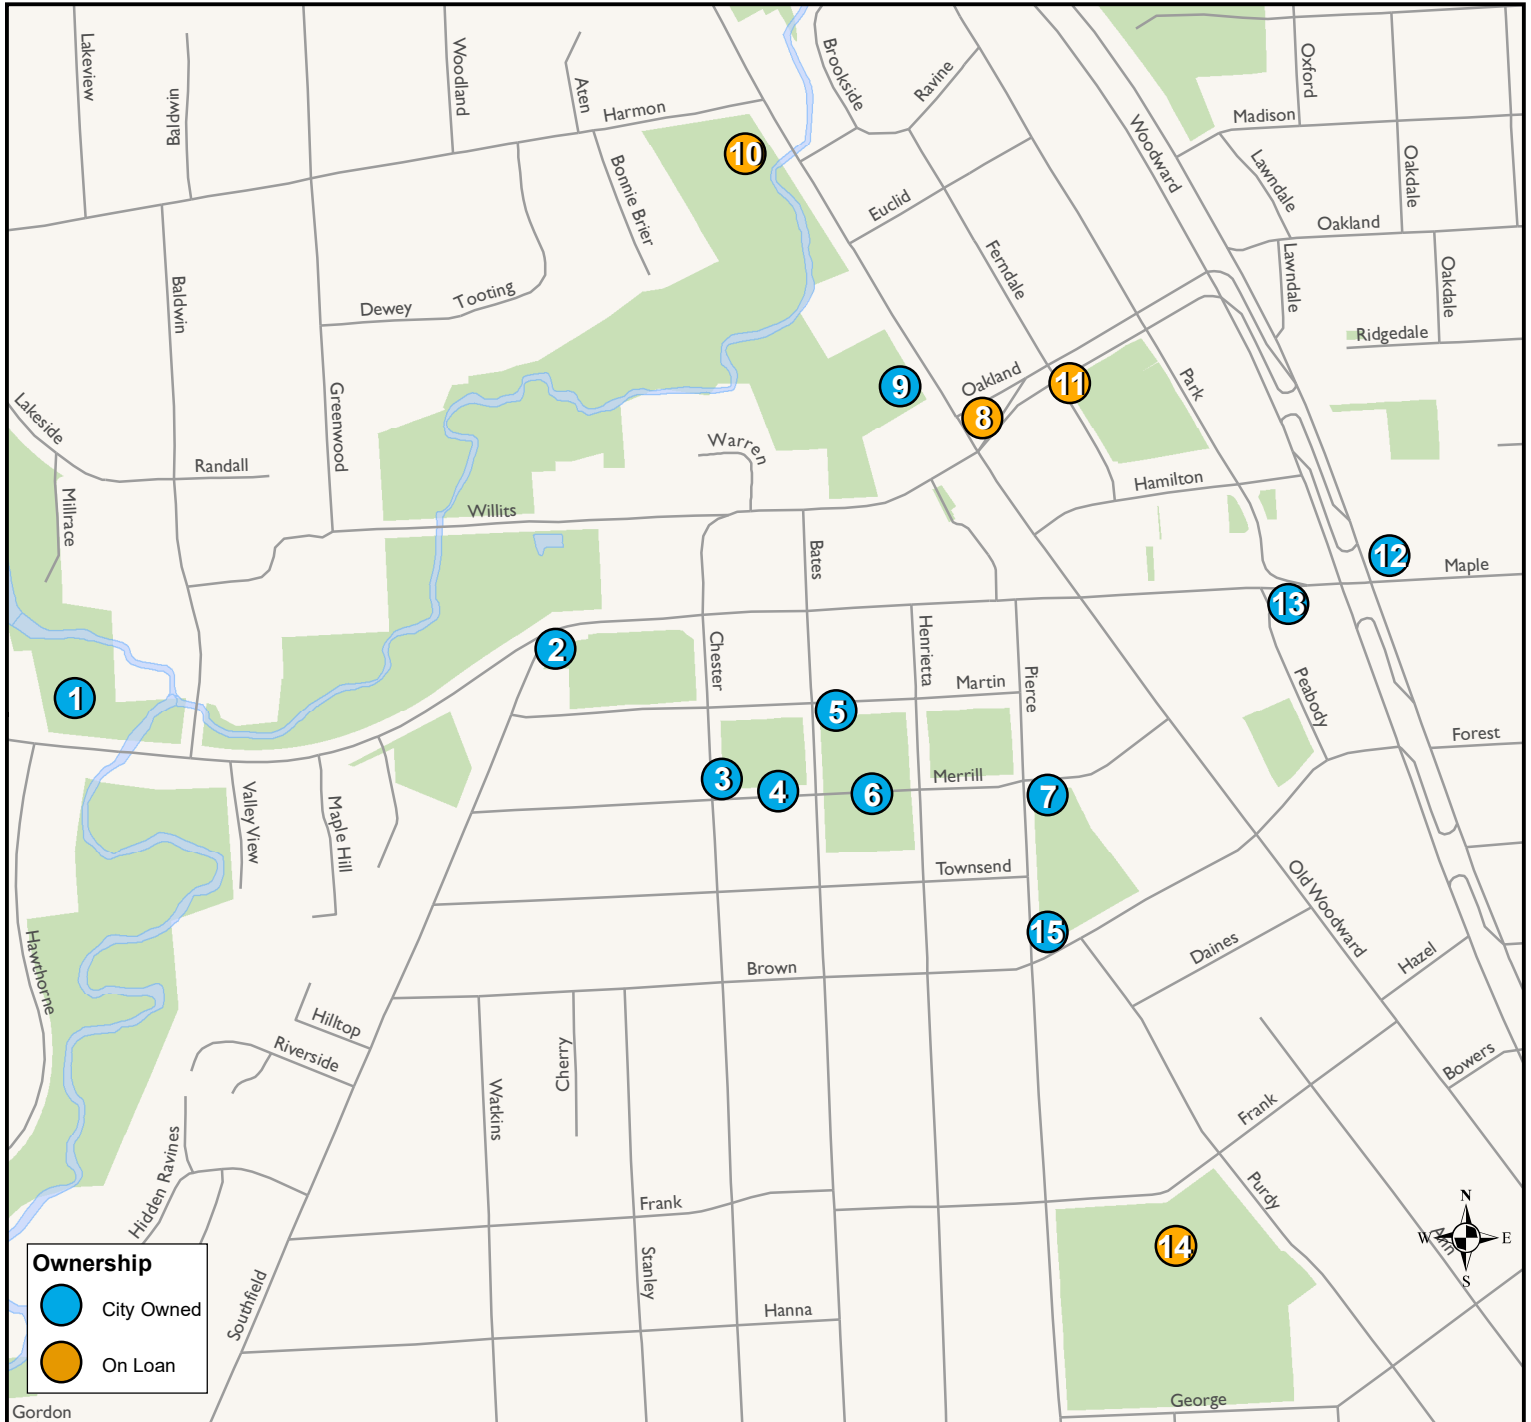 Lakeview
Baldwin
Woodland
Aten
Harmon
Bonnie Brier
Brookside
Ravine
Woodward
Oxford
Madison
Lawndale
Oakdale
Oakland
Lawndale
Oakdale
Ridgedale
10
Euclid
Ferndale
Baldwin
Dewey
Tooting
Greenwood
Lakeside
Randall
Millrace
Willits
Warren
9
Oakland
8
11
Park
Hamilton
Bates
12
Maple
13
1
2
Chester
Henrietta
Martin
Pierce
Peabody
5
3
4
6
Merrill
7
Forest
Valley View
Maple Hill
Townsend
Old Woodward
15
Hawthorne
Brown
Daines
Hazel
Hilltop
Riverside
Cherry
Watkins
Bowers
Frank
Hidden Ravines
Frank
Purdy
Stanley
14
Ann
N
W
E
S
Southfield
Hanna
George
Gordon
Ownership
City Owned
On Loan